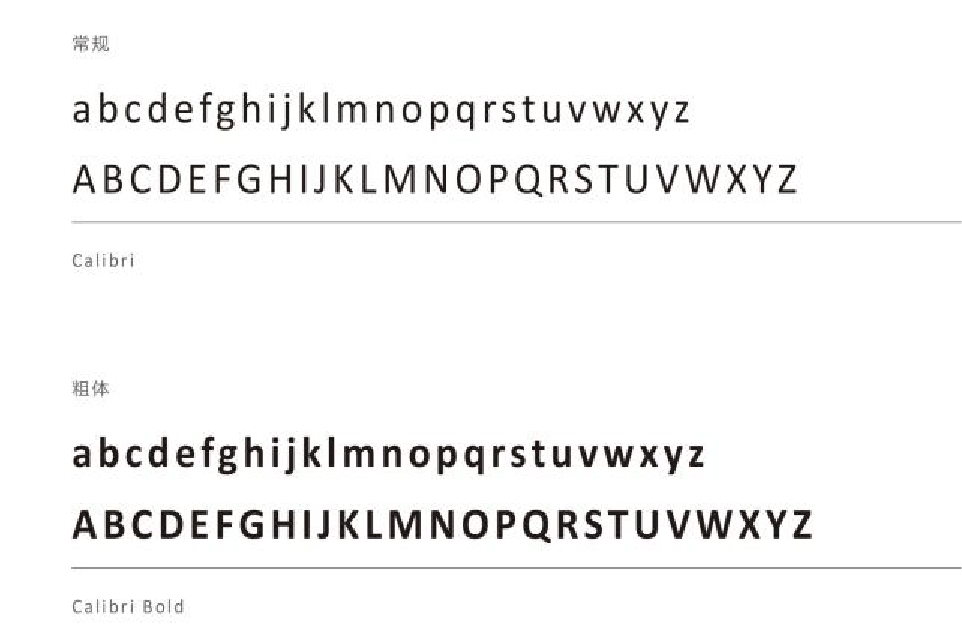 常规
abcdefghijklmnopqrstuvwxyz
ABCDEFGHIJKLMNOPQRSTUVWXYZ
Calibri
粗体
abcdefghijklmnopqrstuvwxyz
ABCDEFGHIJKLMNOPQRSTUVWXYZ
Calibri Bold